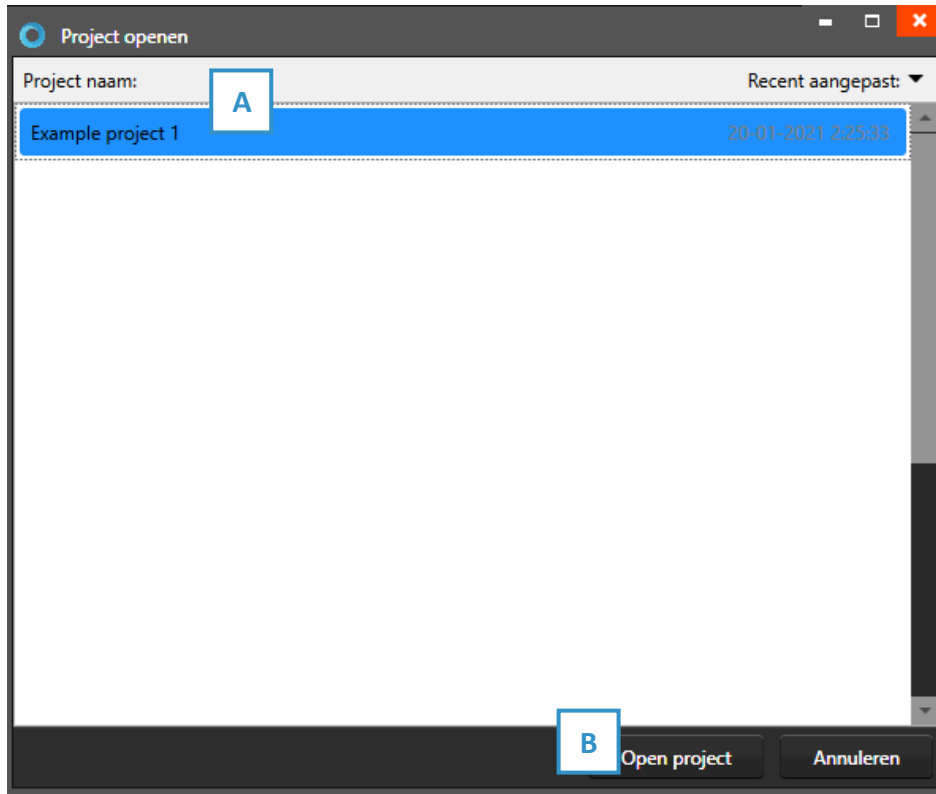 Project openen
Project naam:
A
Recent aangepast:
Example project 1
20-01-2021 2:25:33
B
Open project
Annuleren